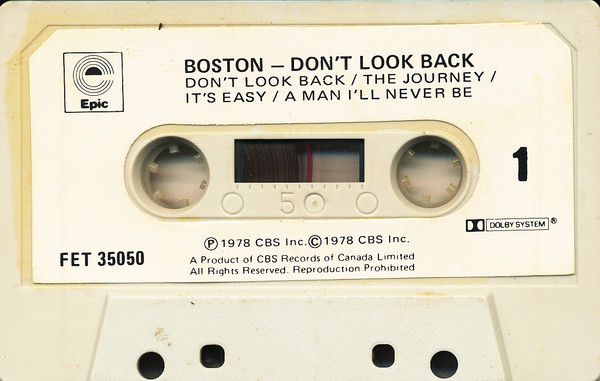 BOSTON – DON'T LOOK BACK
DON'T LOOK BACK / THE JOURNEY /
IT'S EASY / A MAN I'LL NEVER BE
Epic
1
5
DOLBY SYSTEM ®
Ⓟ 1978 CBS Inc. © 1978 CBS Inc.
FET 35050
A Product of CBS Records of Canada Limited
All Rights Reserved. Reproduction Prohibited